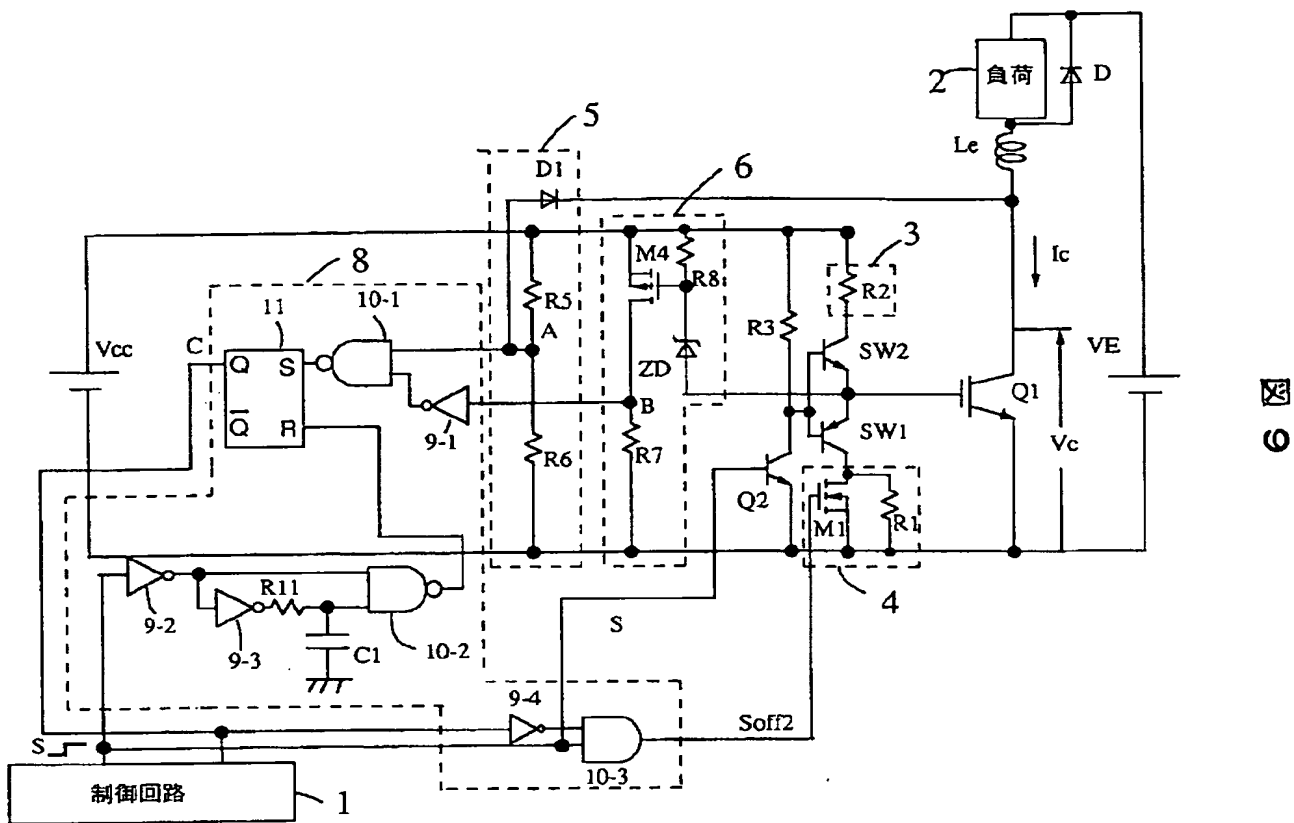 2
負荷
D
Le
5
D1
6
3
8
M4
R8
R2
Ic
11
10-1
R5
A
R3
Vcc
C
Q
S
ZD
SW2
VE
Q1
B
Q
R
9-1
R6
R7
SW1
Vc
Q2
M1
R1
R11
9-2
9-3
C1
10-2
S
4
9-4
Soff2
S
10-3
制御回路
1
図6